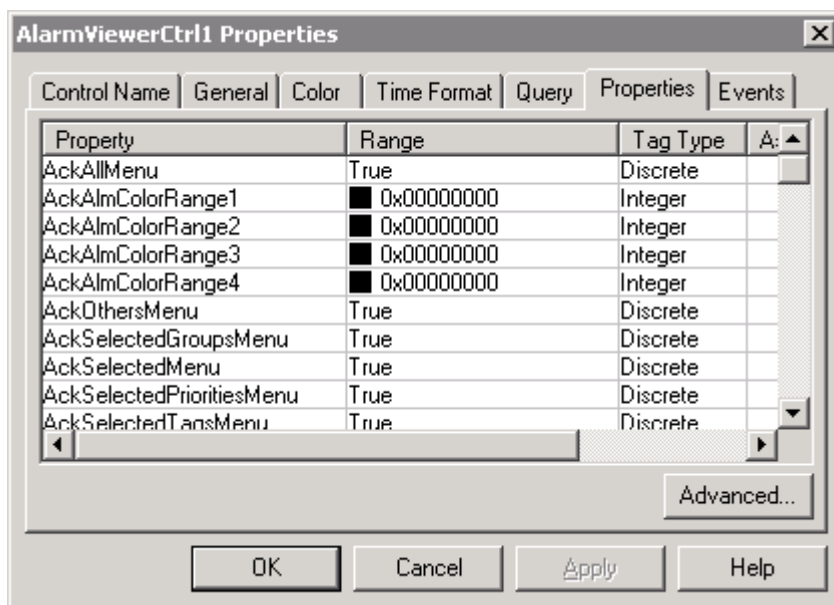 AlarmViewerCtrl1 Properties
Control Name General Color Time Format Query Properties Events
Property Range Tag Type A
AckAllMenu True Discrete
AckAlmColorRange1 0x00000000 Integer
AckAlmColorRange2 0x00000000 Integer
AckAlmColorRange3 0x00000000 Integer
AckAlmColorRange4 0x00000000 Integer
AckOthersMenu True Discrete
AckSelectedGroupsMenu True Discrete
AckSelectedMenu True Discrete
AckSelectedPrioritiesMenu True Discrete
AckSelectedTagsMenu True Discrete
Advanced...
OK Cancel Apply Help